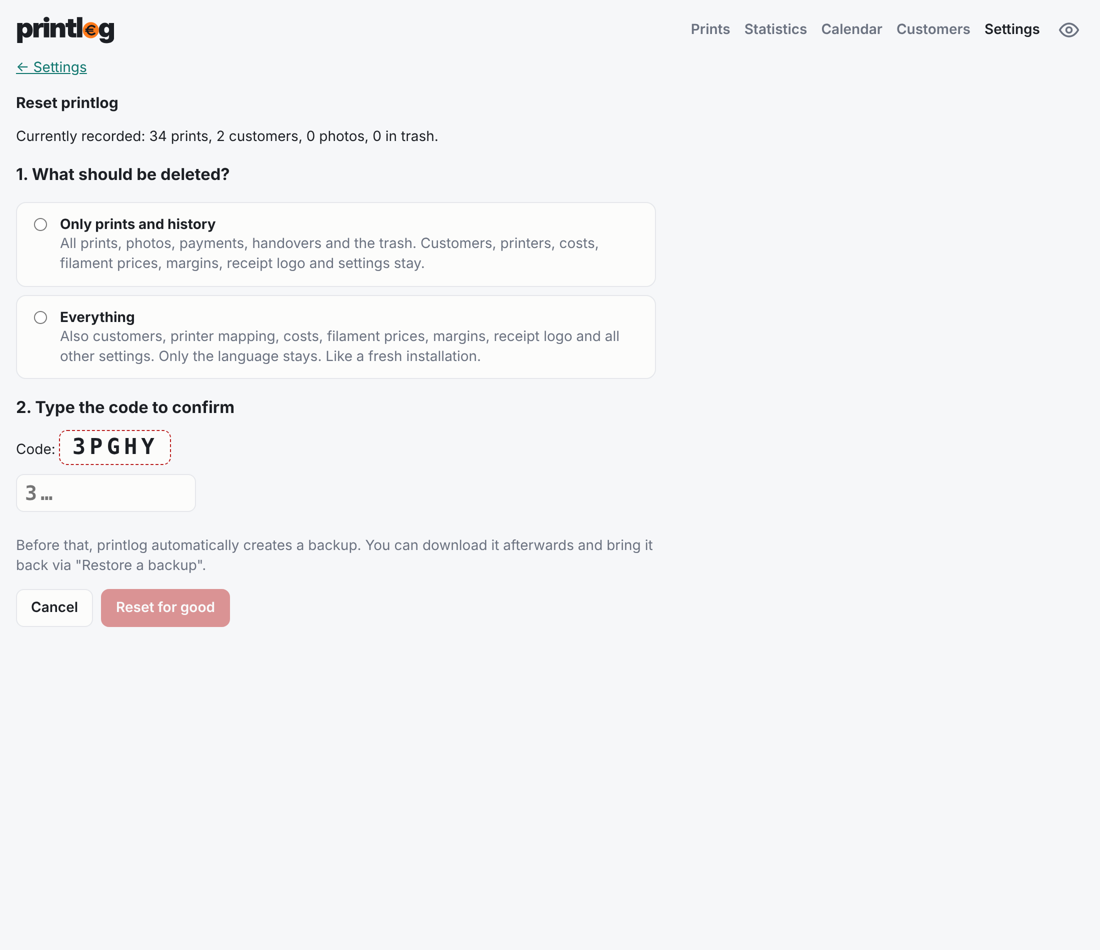 printl€g
Prints Statistics Calendar Customers Settings
← Settings
Reset printlog
Currently recorded: 34 prints, 2 customers, 0 photos, 0 in trash.
1. What should be deleted?
Only prints and history
All prints, photos, payments, handovers and the trash. Customers, printers, costs,
filament prices, margins, receipt logo and settings stay.
Everything
Also customers, printer mapping, costs, filament prices, margins, receipt logo and all
other settings. Only the language stays. Like a fresh installation.
2. Type the code to confirm
Code: 3PGHY
3…
Before that, printlog automatically creates a backup. You can download it afterwards and bring it
back via "Restore a backup".
Cancel Reset for good